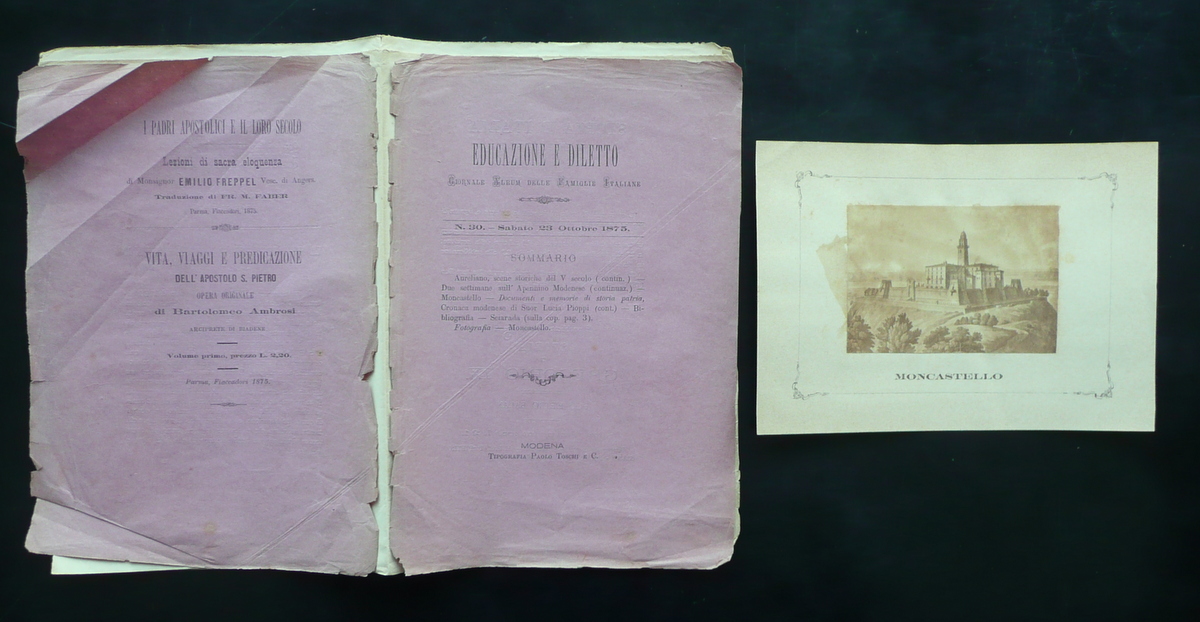 I PADRI APOSTOLICI E IL LORO SECOLO
Lezioni di sacra eloquenza
di Monsignor EMILIO FREPPEL Vesc. di Angers.
Traduzione di FR. M. FABER
Parma, Fiaccadori, 1875.
VITA, VIAGGI E PREDICAZIONE
DELL' APOSTOLO S. PIETRO
OPERA ORIGINALE
di Bartolomeo Ambrosi
ARCIPRETE DI
Volume primo, prezzo L. 2,20.
Parma, Fiaccadori 1875.
EDUCAZIONE E DILETTO
GIORNALE ALBUM DELLE FAMIGLIE ITALIANE
N. 30. — Sabato 23 Ottobre 1875.
SOMMARIO
Aureliano, scene storiche del V secolo (contin.) —
Due settimane sull' Apennino Modenese (continuaz.) —
Moncastello — Documenti e memorie di storia patria,
Cronaca modenese di Suor Lucia Pioppi (cont.) — Bi-
bliografia — Sciarada (sulla cop. pag. 3).
Fotografia — Moncastello.
MODENA
TIPOGRAFIA PAOLO TOSCHI E C.
MONCASTELLO